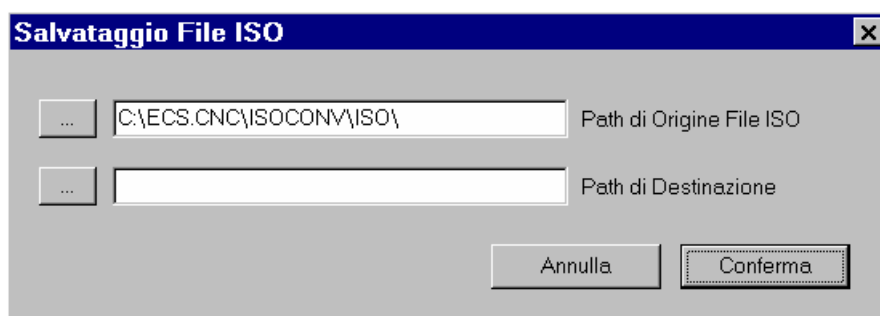 Salvataggio File ISO
... C:\ECS.CNC\ISOCONV\ISO\ Path di Origine File ISO
... Path di Destinazione
Annulla Conferma